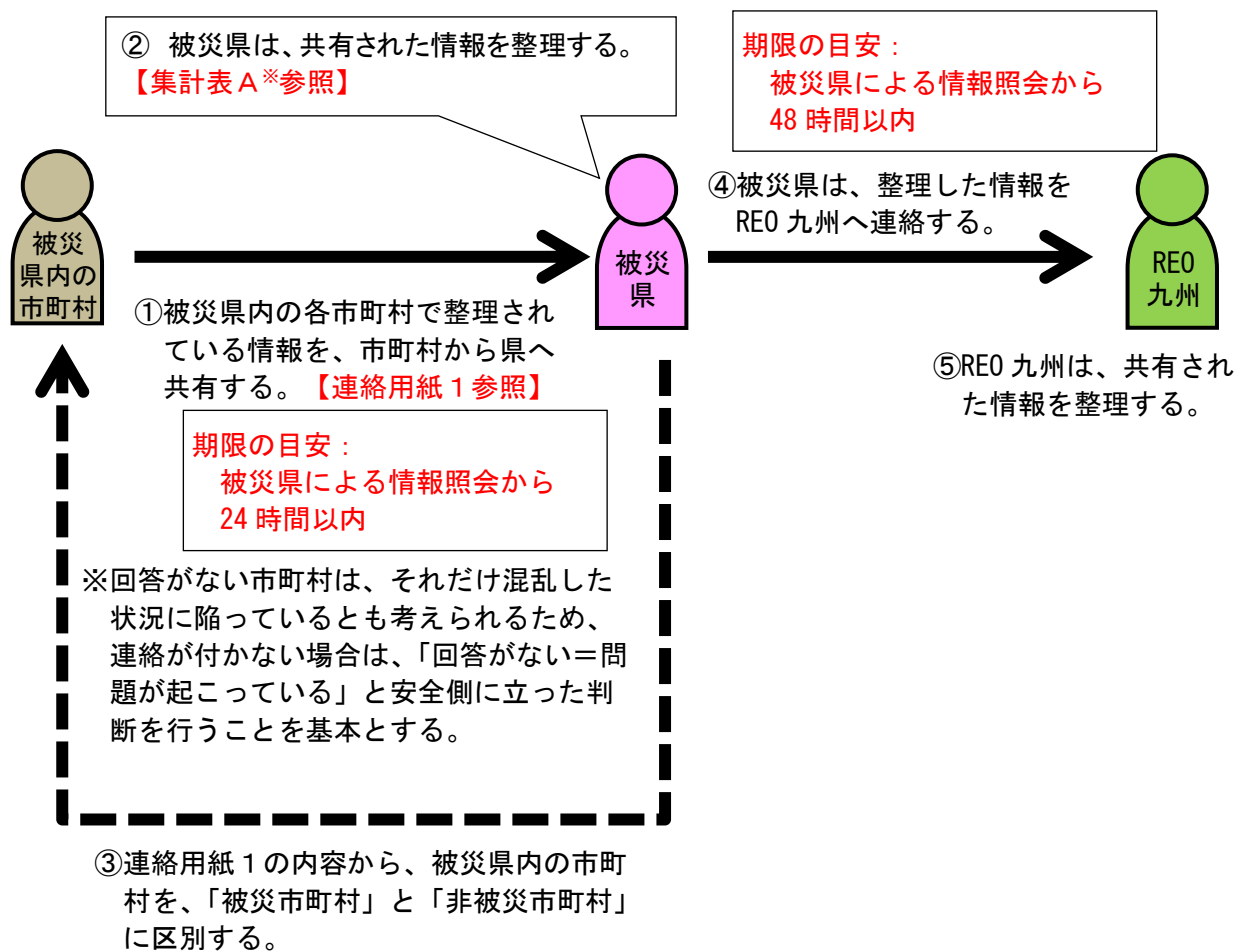 ② 被災県は、共有された情報を整理する。
【集計表A※参照】
期限の目安:
被災県による情報照会から
48時間以内
被災
県内の
市町村
被災
県
REO
九州
④被災県は、整理した情報を
REO九州へ連絡する。
①被災県内の各市町村で整理され
ている情報を、市町村から県へ
共有する。【連絡用紙1参照】
期限の目安:
被災県による情報照会から
24時間以内
⑤REO九州は、共有され
た情報を整理する。
※回答がない市町村は、それだけ混乱した
状況に陥っているとも考えられるため、
連絡が付かない場合は、「回答がない=問
題が起こっている」と安全側に立った判
断を行うことを基本とする。
③連絡用紙1の内容から、被災県内の市町
村を、「被災市町村」と「非被災市町村」
に区別する。